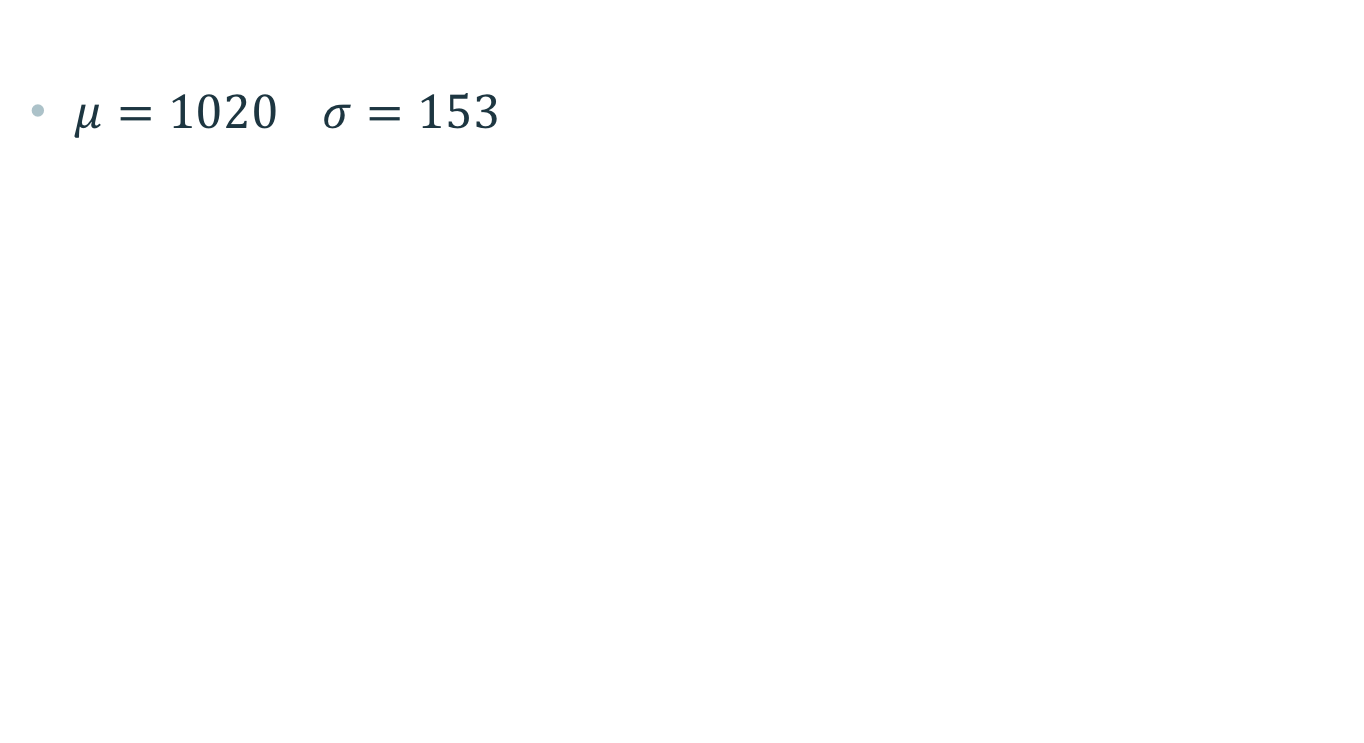 • μ = 1020 σ = 153